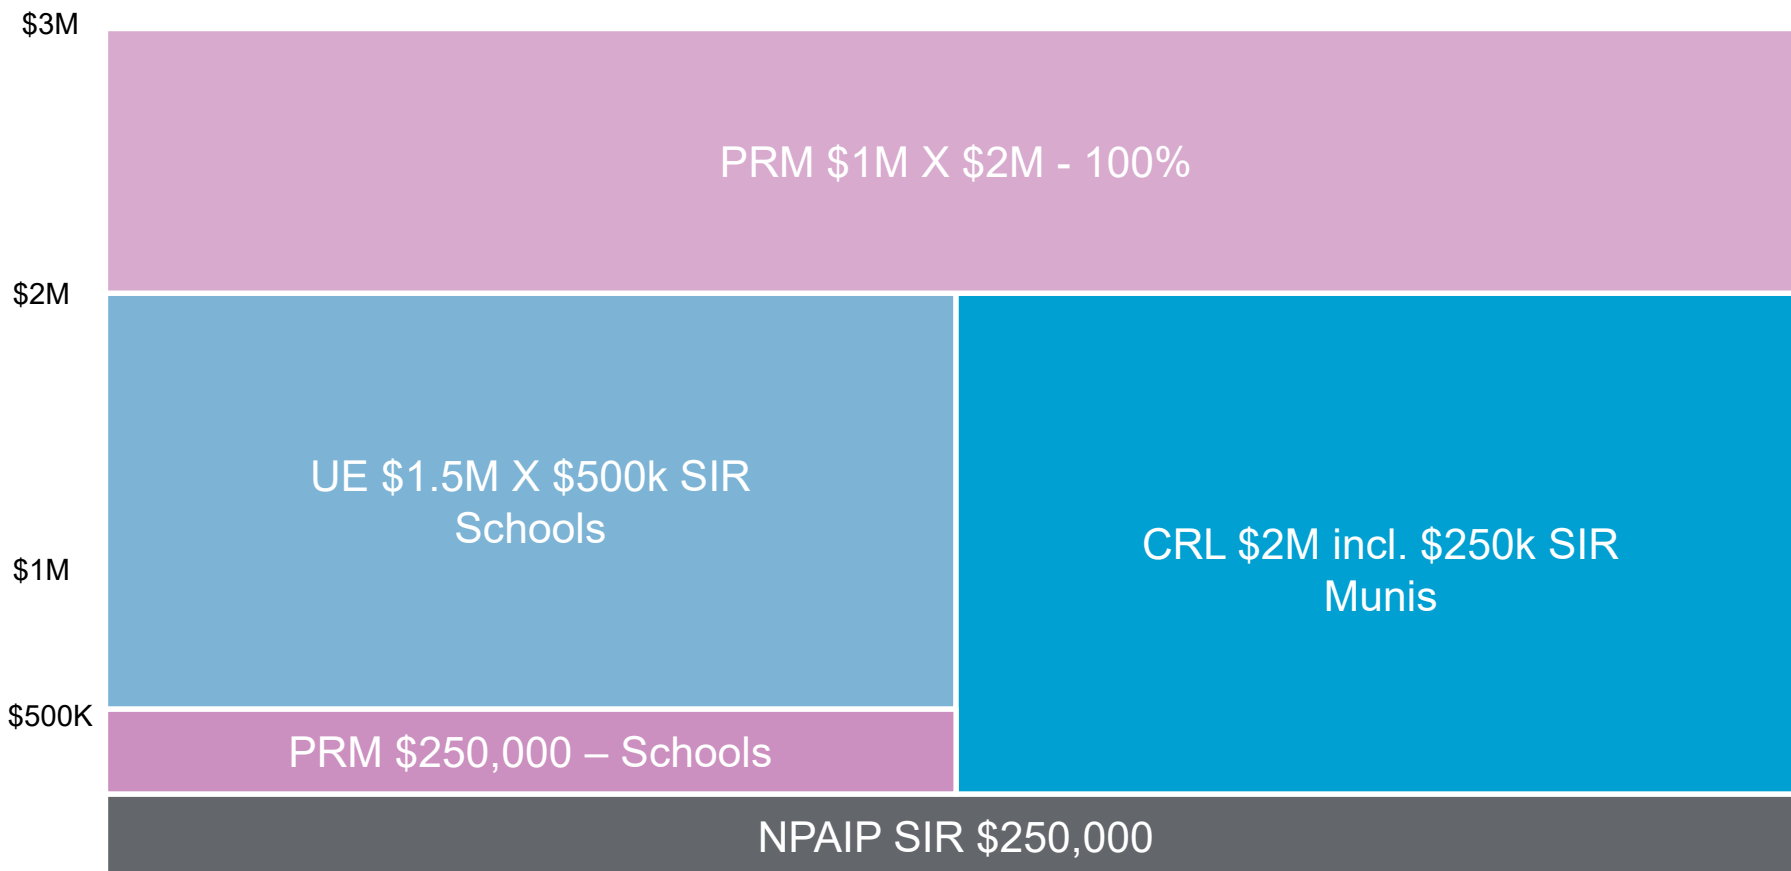 $3M
PRM $1M X $2M - 100%
$2M
UE $1.5M X $500k SIR
Schools
CRL $2M incl. $250k SIR
Munis
$1M
$500K
PRM $250,000 – Schools
NPAIP SIR $250,000